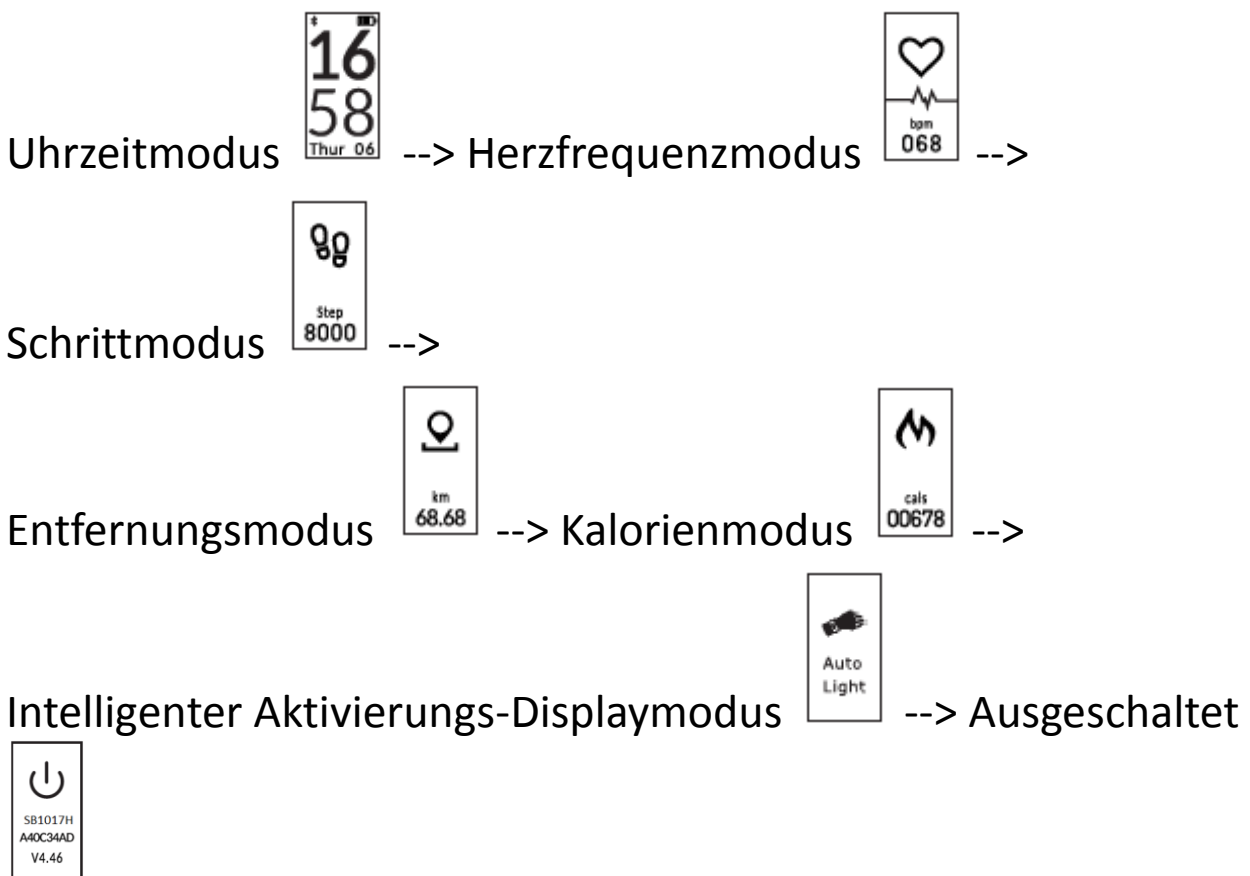 16
58
Thur 06
Uhrzeitmodus --> Herzfrequenzmodus -->
bpm
068
Step
8000
Schrittmodus -->
km
68.68
cals
00678
Entfernungsmodus --> Kalorienmodus -->
Auto
Light
Intelligenter Aktivierungs-Displaymodus --> Ausgeschaltet
SB1017H
A40C34AD
V4.46